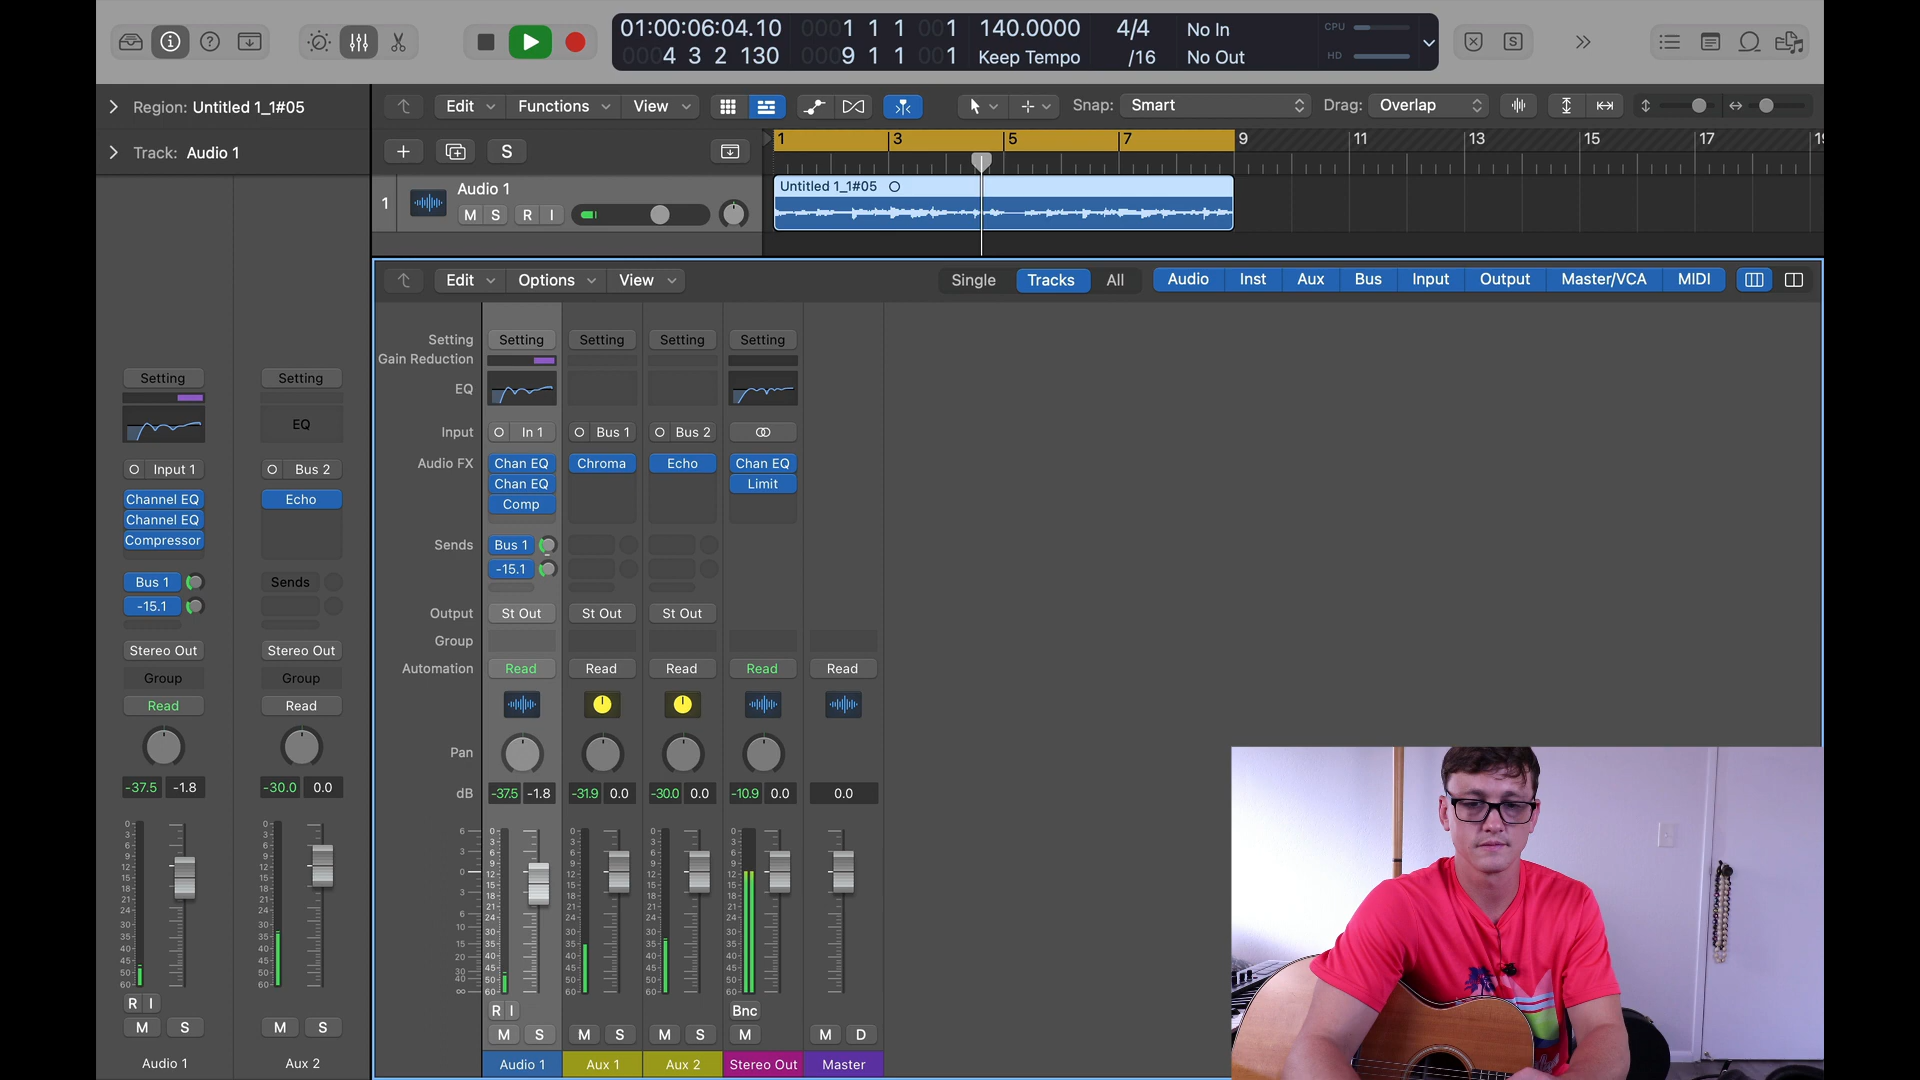 01:00:06:04.10
0004 3 2 130
0001 1 1 001
0009 1 1 001
140.0000
Keep Tempo
4/4
/16
No In
No Out
CPU
HD
S
Region: Untitled 1_1#05
Track: Audio 1
Edit Functions View
Snap: Smart
Drag: Overlap
S
1 3 5 7 9 11 13 15 17 19
1
Audio 1
M S R I
Untitled 1_1#05
Edit Options View
Single Tracks All
Audio Inst Aux Bus Input Output Master/VCA MIDI
Setting Setting Setting Setting Setting
Gain Reduction
EQ
Input In 1 Bus 1 Bus 2
Audio FX Chan EQ Chroma Echo Chan EQ
Chan EQ Limit
Comp
Sends Bus 1
-15.1
Output St Out St Out St Out
Group
Automation Read Read Read Read Read
Pan
dB -37.5 -1.8 -31.9 0.0 -30.0 0.0 -10.9 0.0 0.0
R I
Bnc
M S M S M S M M D
Audio 1 Aux 1 Aux 2 Stereo Out Master
Setting Setting
EQ
Input 1 Bus 2
Channel EQ Echo
Channel EQ
Compressor
Bus 1 Sends
-15.1
Stereo Out Stereo Out
Group Group
Read Read
-37.5 -1.8 -30.0 0.0
R I
M S M S
Audio 1 Aux 2